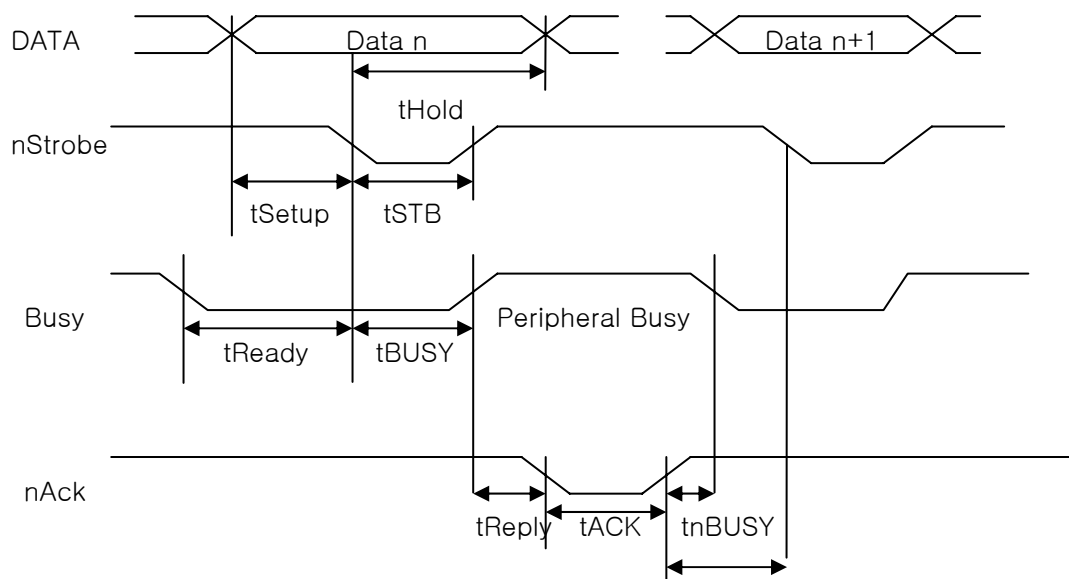 DATA
Data n
Data n+1
tHold
nStrobe
tSetup
tSTB
Busy
Peripheral Busy
tReady
tBUSY
nAck
tReply
tACK
tnBUSY